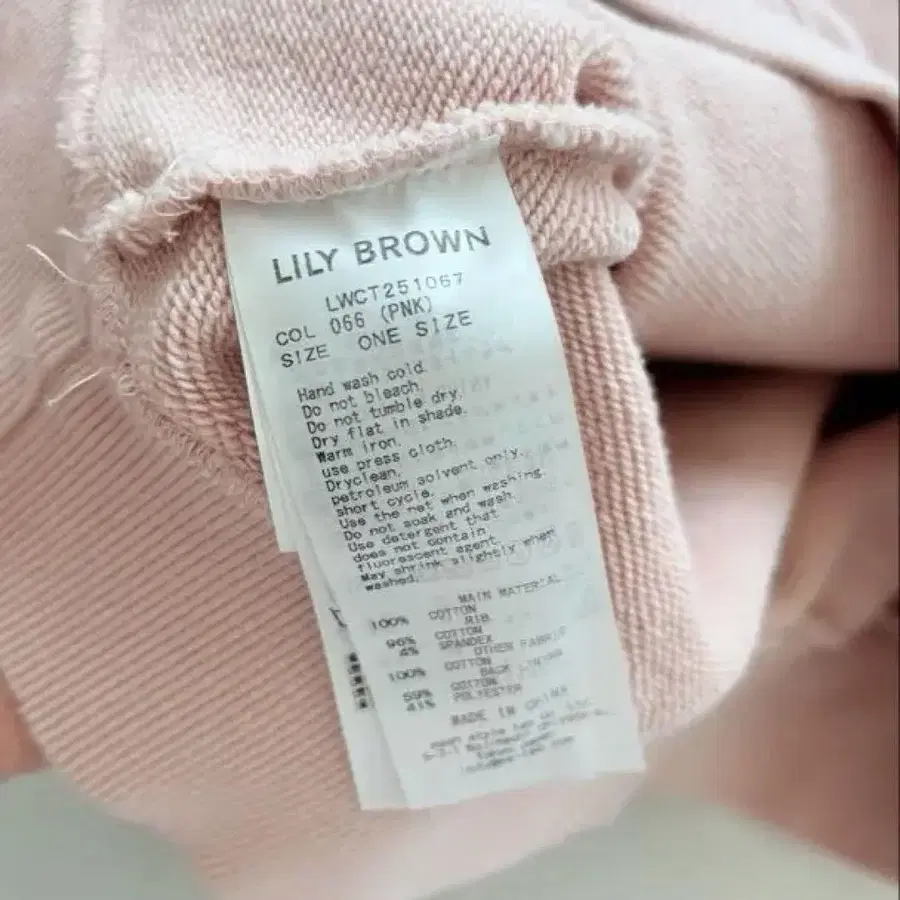 LILY BROWN
LWCT251067
COL 066 (PNK)
SIZE ONE SIZE
Hand wash cold.
Do not bleach.
Do not tumble dry.
Dry flat in shade.
Warm iron.
use press cloth.
Dryclean.
petroleum solvent only.
short cycle.
Use the net when washing.
Do not soak and wash.
Use detergent that
does not contain
fluorescent agent.
May shrink slightly when
washed.
MAIN MATERIAL
100% COTTON
RIB
96% COTTON
4% SPANDEX
OTHER FABRIC
100% COTTON
BACK LINING
59% COTTON
41% POLYESTER
MADE IN CHINA